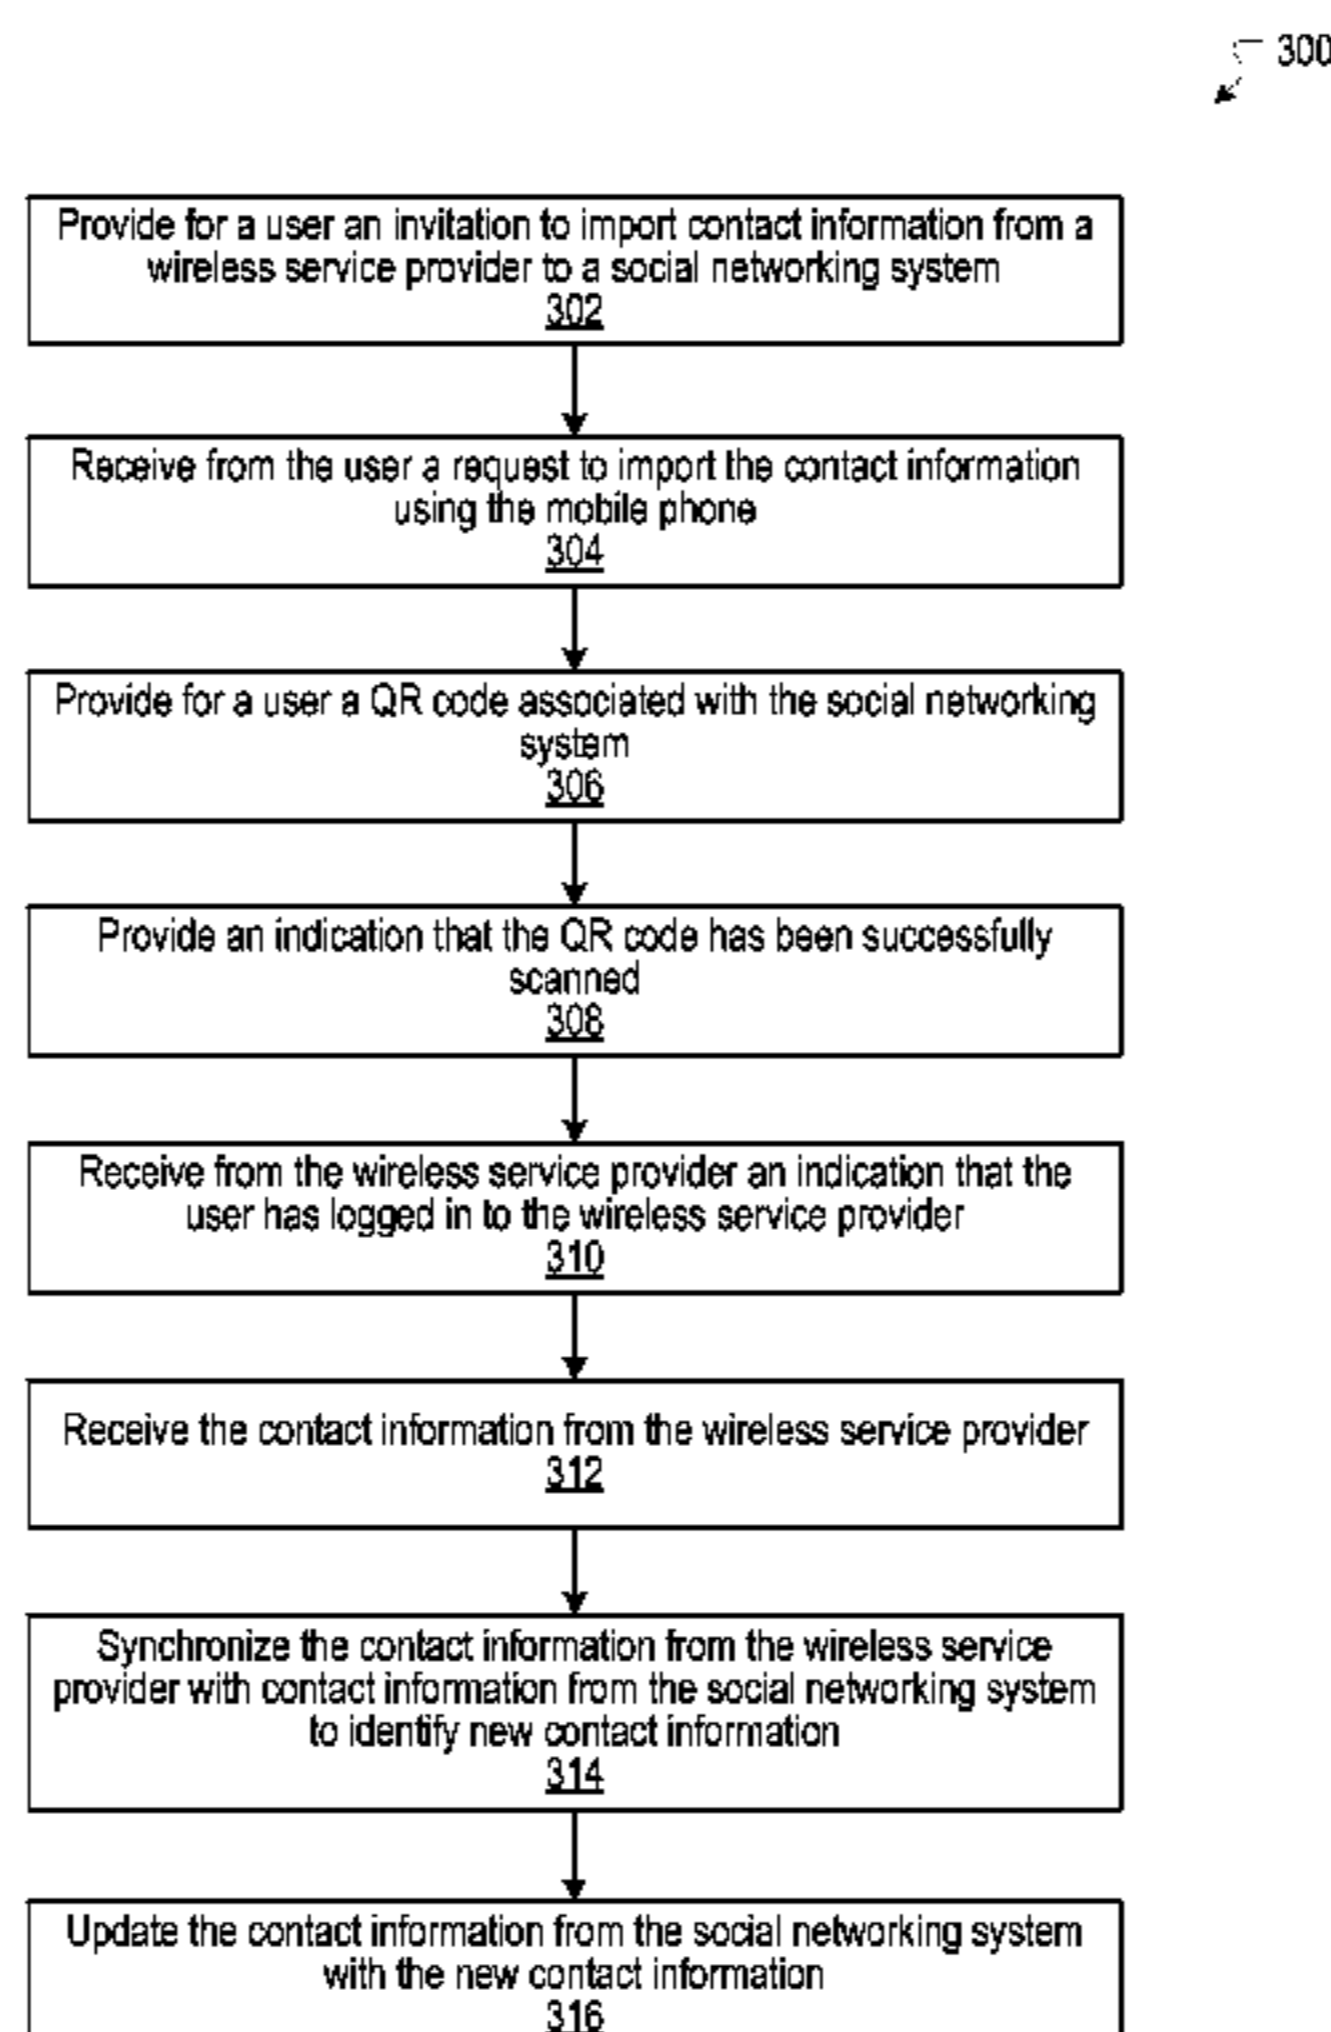 300
Provide for a user an invitation to import contact information from a
wireless service provider to a social networking system
302
Receive from the user a request to import the contact information
using the mobile phone
304
Provide for a user a QR code associated with the social networking
system
306
Provide an indication that the QR code has been successfully
scanned
308
Receive from the wireless service provider an indication that the
user has logged in to the wireless service provider
310
Receive the contact information from the wireless service provider
312
Synchronize the contact information from the wireless service
provider with contact information from the social networking system
to identify new contact information
314
Update the contact information from the social networking system
with the new contact information
316